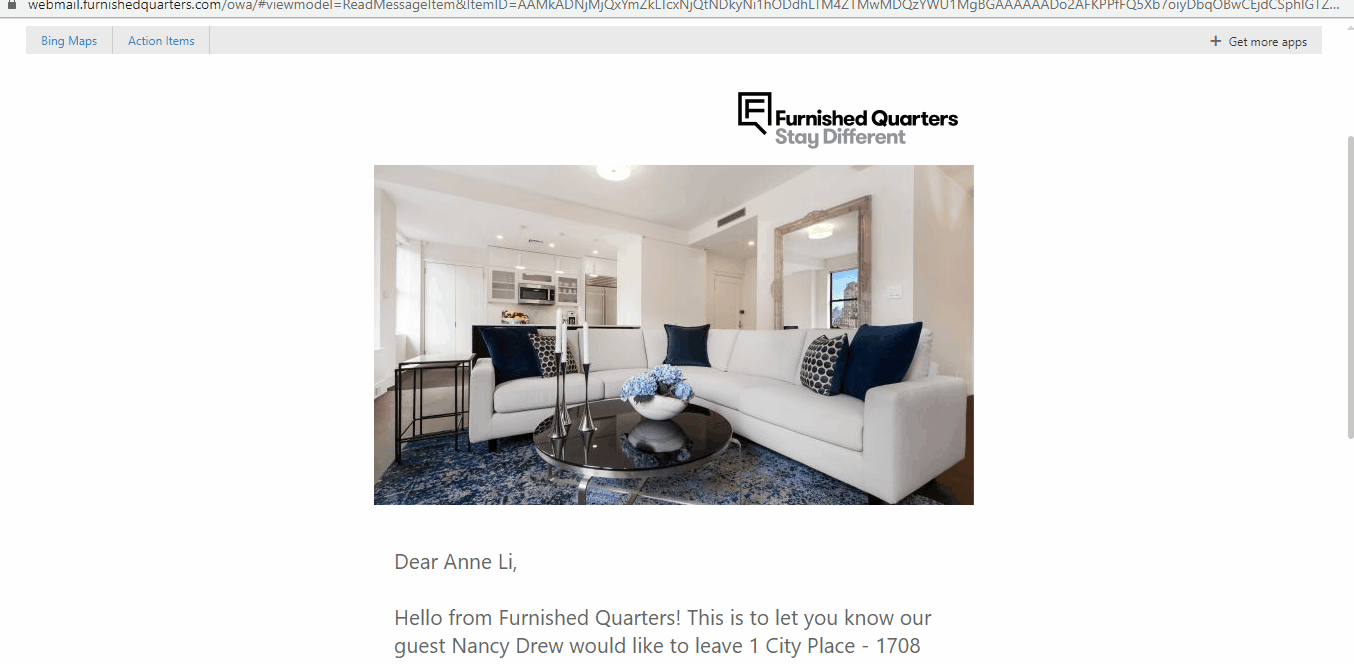 webmail.furnishedquarters.com/owa/#viewmodel=ReadMessageItem&ItemID=
Bing Maps
Action Items
+ Get more apps
F Furnished Quarters
Stay Different
Dear Anne Li,
Hello from Furnished Quarters! This is to let you know our
guest Nancy Drew would like to leave 1 City Place - 1708